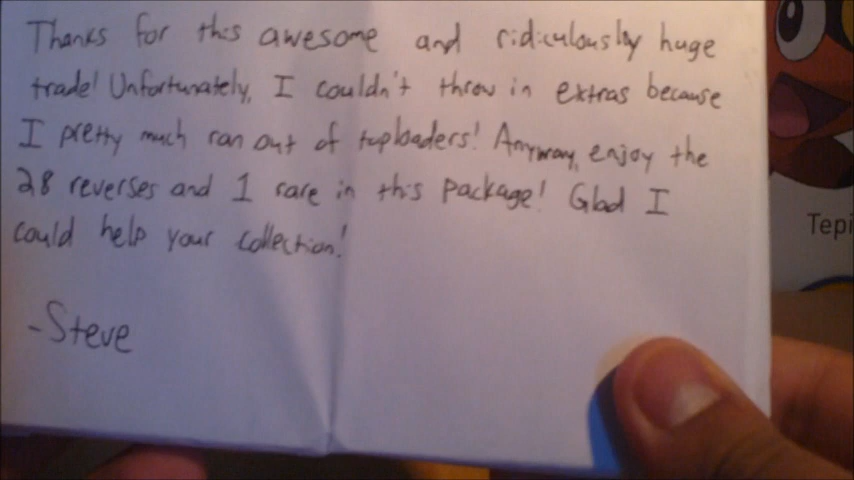 Thanks for this awesome and ridiculously huge
trade! Unfortunately, I couldn't throw in extras because
I pretty much ran out of toploaders! Anyway, enjoy the
28 reverses and 1 rare in this package! Glad I
could help your collection!
-Steve
Tepi